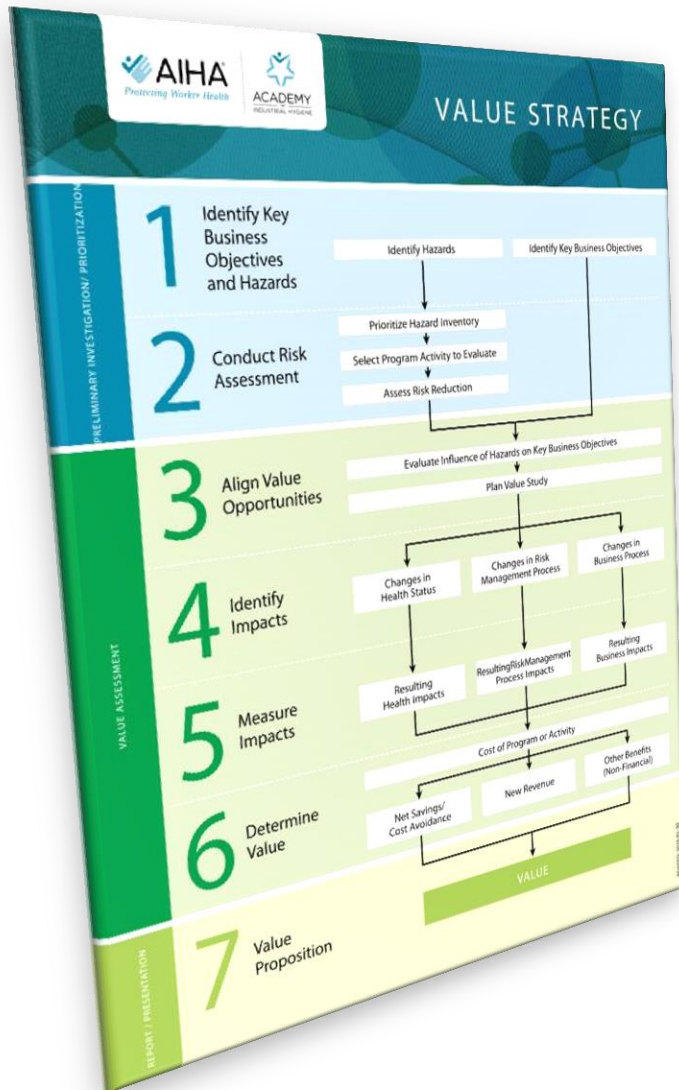 AIHA®
Protecting Worker Health
ACADEMY
OF
INDUSTRIAL HYGIENE
VALUE STRATEGY
PRELIMINARY INVESTIGATION/ PRIORITIZATION
1
Identify Key
Business
Objectives
and Hazards
Identify Hazards
Identify Key Business Objectives
2
Conduct Risk
Assessment
Prioritize Hazard Inventory
Select Program Activity to Evaluate
Assess Risk Reduction
VALUE ASSESSMENT
3
Align Value
Opportunities
Evaluate Influence of Hazards on Key Business Objectives
Plan Value Study
4
Identify
Impacts
Changes in
Health Status
Changes in Risk
Management Process
Changes in
Business Process
5
Measure
Impacts
Resulting
Health Impacts
ResultingRiskManagement
Process Impacts
Resulting
Business Impacts
Cost of Program or Activity
6
Determine
Value
Net Savings/
Cost Avoidance
New Revenue
Other Benefits
(Non-Financial)
VALUE
REPORT / PRESENTATION
7
Value
Proposition